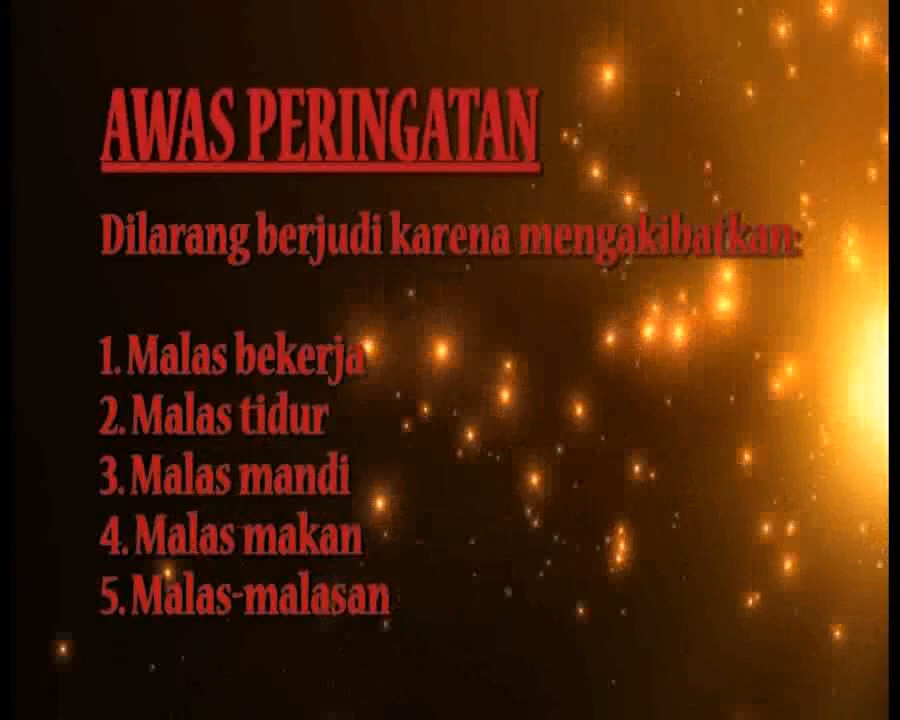 AWAS PERINGATAN
Dilarang berjudi karena mengakibatkan:
1. Malas bekerja
2. Malas tidur
3. Malas mandi
4. Malas makan
5. Malas-malasan